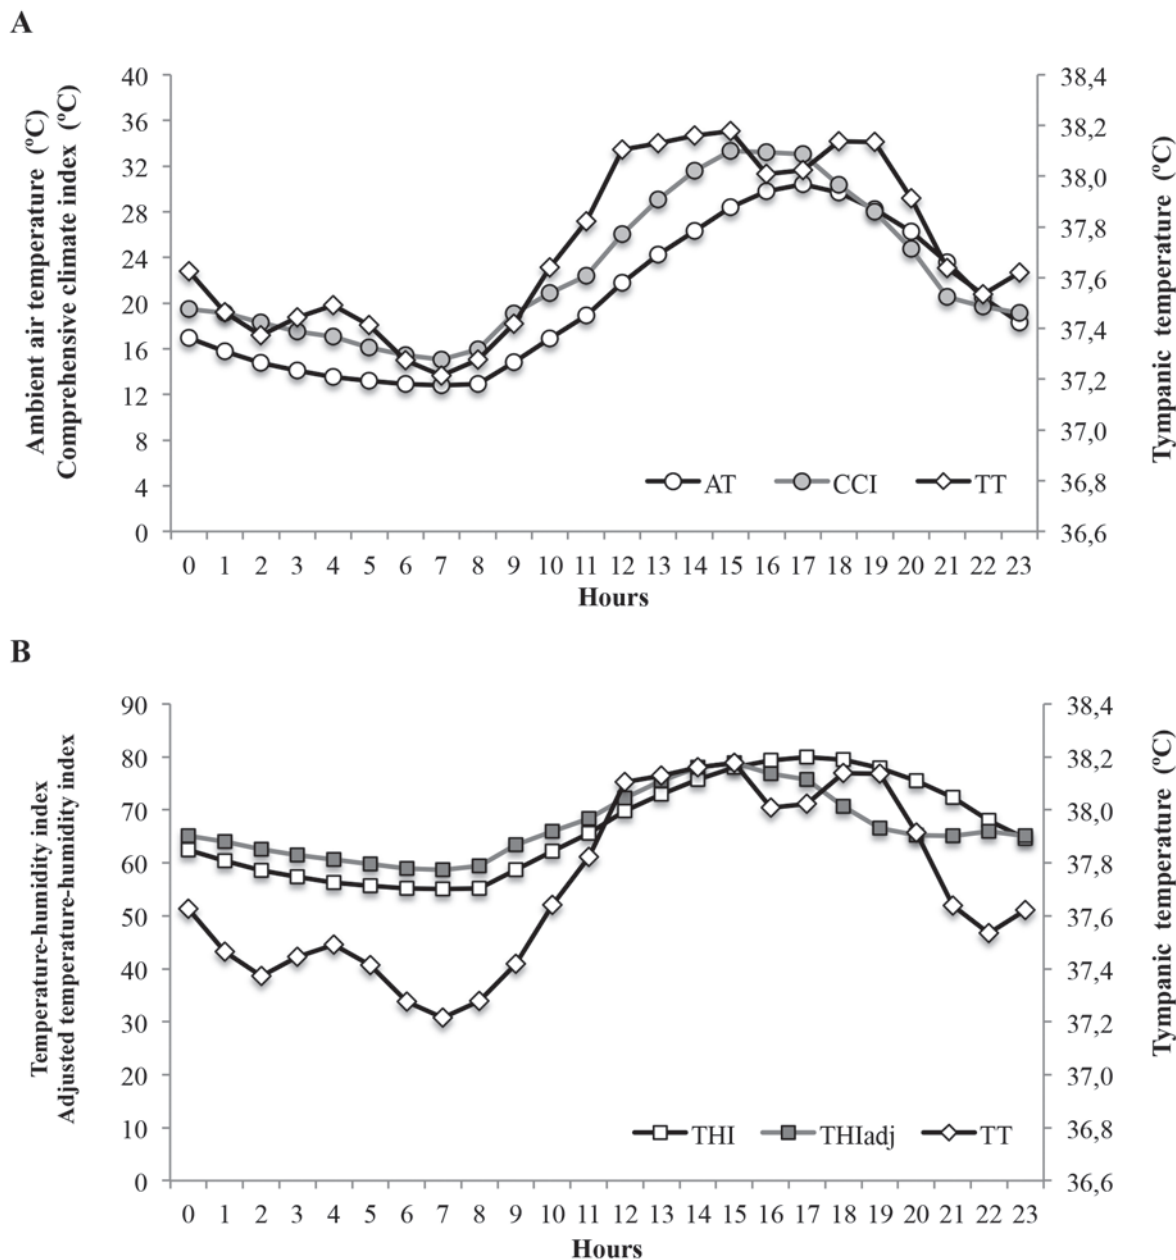 A
Ambient air temperature (ºC)
Comprehensive climate index (ºC)
40
36
32
28
24
20
16
12
8
4
0
38,4
38,2
38,0
37,8
37,6
37,4
37,2
37,0
36,8
36,6
Tympanic temperature (ºC)
AT CCI TT
0 1 2 3 4 5 6 7 8 9 10 11 12 13 14 15 16 17 18 19 20 21 22 23
Hours
B
Temperature-humidity index
Adjusted temperature-humidity index
90
80
70
60
50
40
30
20
10
0
38,4
38,2
38,0
37,8
37,6
37,4
37,2
37,0
36,8
36,6
Tympanic temperature (ºC)
THI THIadj TT
0 1 2 3 4 5 6 7 8 9 10 11 12 13 14 15 16 17 18 19 20 21 22 23
Hours